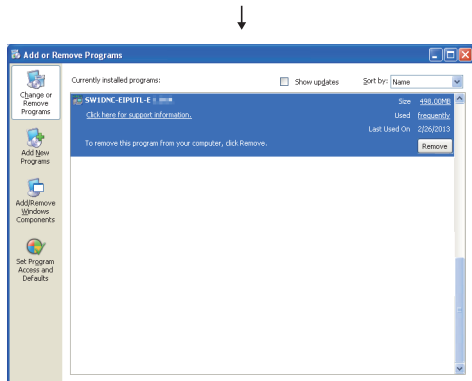 Add or Remove Programs
Change or Remove Programs
Currently installed programs:
Show updates
Sort by: Name
SW1DNC-EIPUTL-E
Size 498.00MB
Click here for support information.
Used frequently
Last Used On 2/26/2013
To remove this program from your computer, click Remove.
Remove
Add New Programs
Add/Remove Windows Components
Set Program Access and Defaults